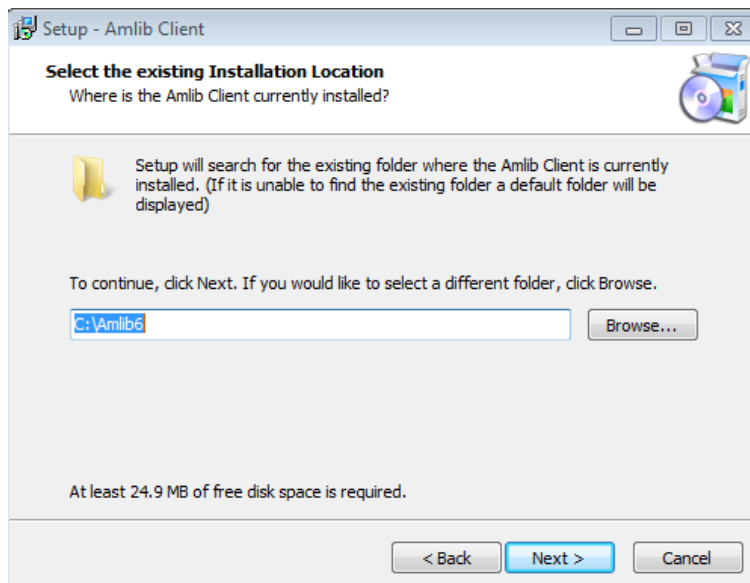 Setup - Amlib Client
Select the existing Installation Location
Where is the Amlib Client currently installed?
Setup will search for the existing folder where the Amlib Client is currently
installed. (If it is unable to find the existing folder a default folder will be
displayed)
To continue, click Next. If you would like to select a different folder, click Browse.
C:\Amlib6
Browse...
At least 24.9 MB of free disk space is required.
< Back
Next >
Cancel